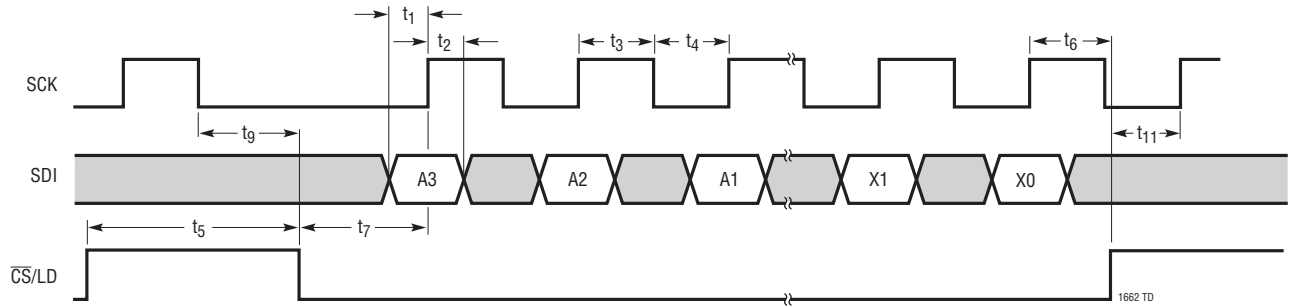 t1
t2
t3
t4
t6
SCK
t9
t11
SDI
A3
A2
A1
X1
X0
t5
t7
CS/LD
1662 TD